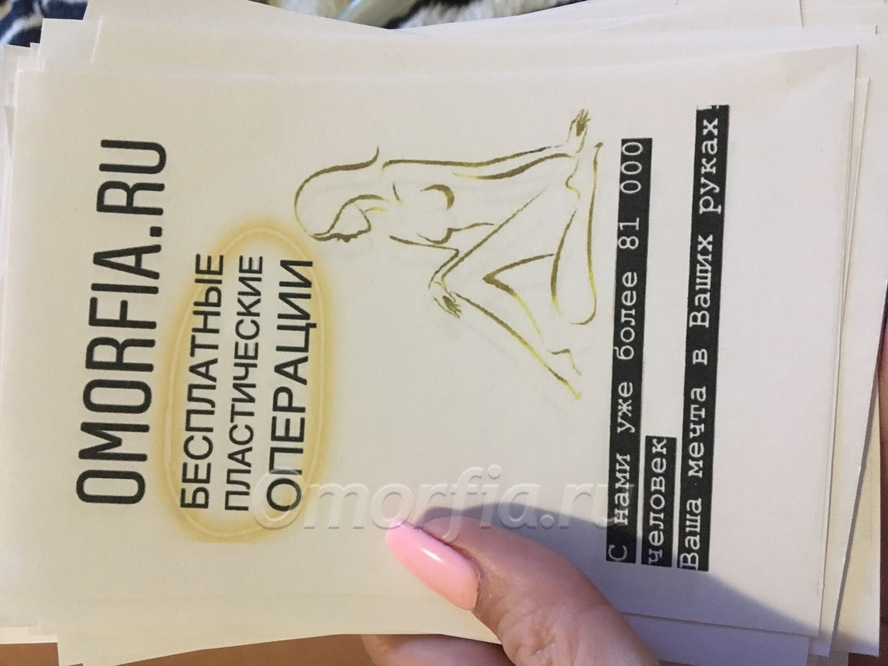 OMORFIA.RU
БЕСПЛАТНЫЕ
ПЛАСТИЧЕСКИЕ
ОПЕРАЦИИ
С нами уже более 81 000
человек
Ваша мечта в Ваших руках!
Omorfia.ru